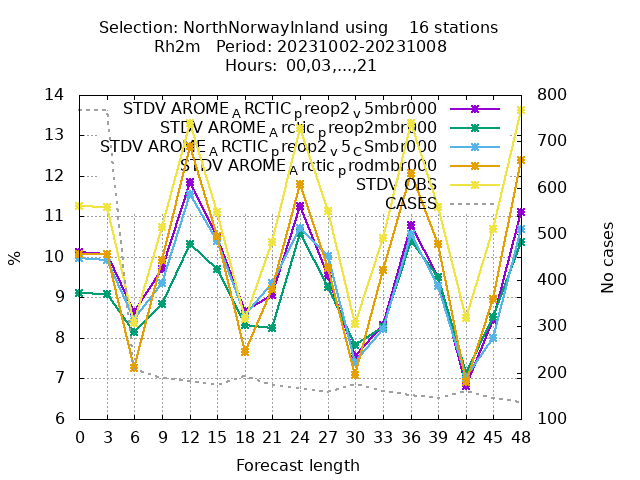 Selection: NorthNorwayInland using    16 stations
Rh2m   Period: 20231002-20231008
Hours:  00,03,...,21
STDV AROME_ARCTIC_preop2_v5mbr000
STDV AROME_Arctic_preop2mbr000
STDV AROME_ARCTIC_preop2_v5_CSmbr000
STDV AROME_Arctic_prodmbr000
STDV OBS
CASES
14
13
12
11
10
9
8
7
6
%
800
700
600
500
400
300
200
100
No cases
0 3 6 9 12 15 18 21 24 27 30 33 36 39 42 45 48
Forecast length